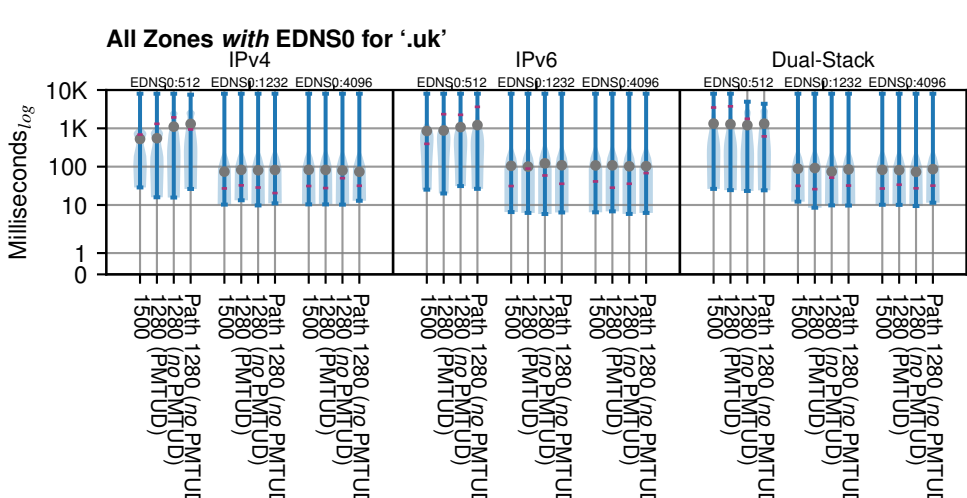 All Zones with EDNS0 for ‘.uk’
IPv4 IPv6 Dual-Stack
EDNS0:512 EDNS0:1232 EDNS0:4096 EDNS0:512 EDNS0:1232 EDNS0:4096 EDNS0:512 EDNS0:1232 EDNS0:4096
10K
1K
100
10
1
0
Milliseconds log
1500
1280 (PMTUD)
1280 (no PMTUD)
Path 1280 (no PMTUD
1500
1280 (PMTUD)
1280 (no PMTUD)
Path 1280 (no PMTUD
1500
1280 (PMTUD)
1280 (no PMTUD)
Path 1280 (no PMTUD
1500
1280 (PMTUD)
1280 (no PMTUD)
Path 1280 (no PMTUD
1500
1280 (PMTUD)
1280 (no PMTUD)
Path 1280 (no PMTUD
1500
1280 (PMTUD)
1280 (no PMTUD)
Path 1280 (no PMTUD
1500
1280 (PMTUD)
1280 (no PMTUD)
Path 1280 (no PMTUD
1500
1280 (PMTUD)
1280 (no PMTUD)
Path 1280 (no PMTUD
1500
1280 (PMTUD)
1280 (no PMTUD)
Path 1280 (no PMTUD